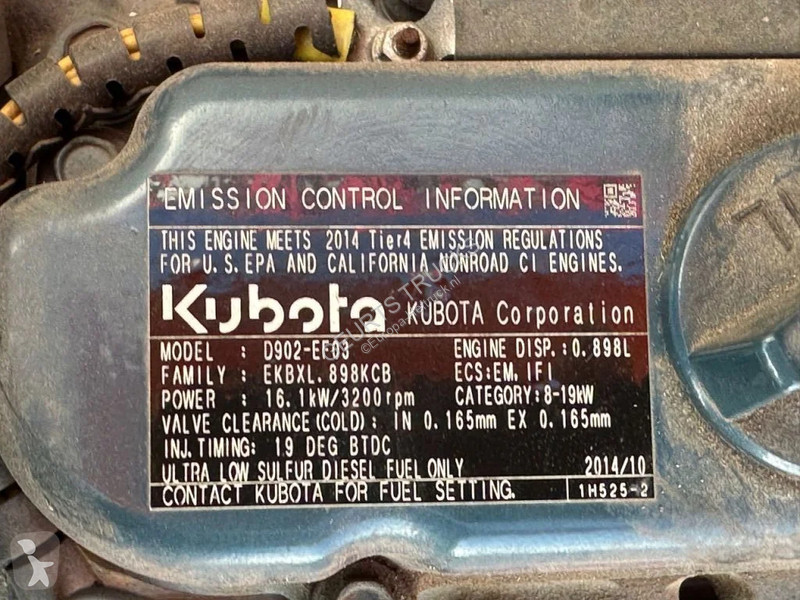 EMISSION CONTROL INFORMATION
THIS ENGINE MEETS 2014 Tier4 EMISSION REGULATIONS
FOR U.S. EPA AND CALIFORNIA NONROAD CI ENGINES.
Kubota KUBOTA Corporation
MODEL : D902-EF03 ENGINE DISP.:0.898L
FAMILY : EKBXL.898KCB ECS:EM,IFI
POWER : 16.1kW/3200rpm CATEGORY:8-19kW
VALVE CLEARANCE(COLD): IN 0.165mm EX 0.165mm
INJ.TIMING: 19 DEG BTDC
ULTRA LOW SULFUR DIESEL FUEL ONLY 2014/10
CONTACT KUBOTA FOR FUEL SETTING. 1H525-2